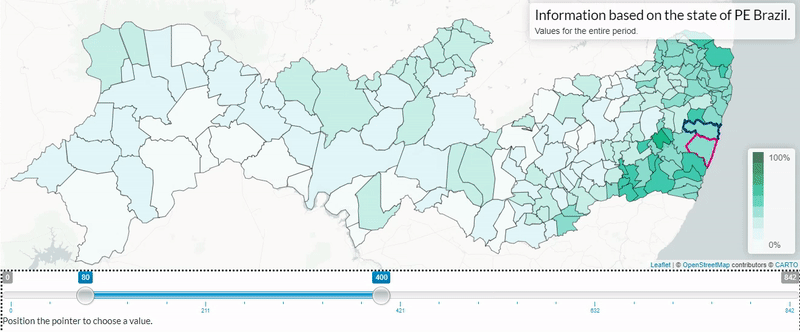 Information based on the state of PE Brazil.
Values for the entire period.
100%
0%
Leaflet | © OpenStreetMap contributors © CARTO
0
80
400
842
0
211
421
632
842
Position the pointer to choose a value.